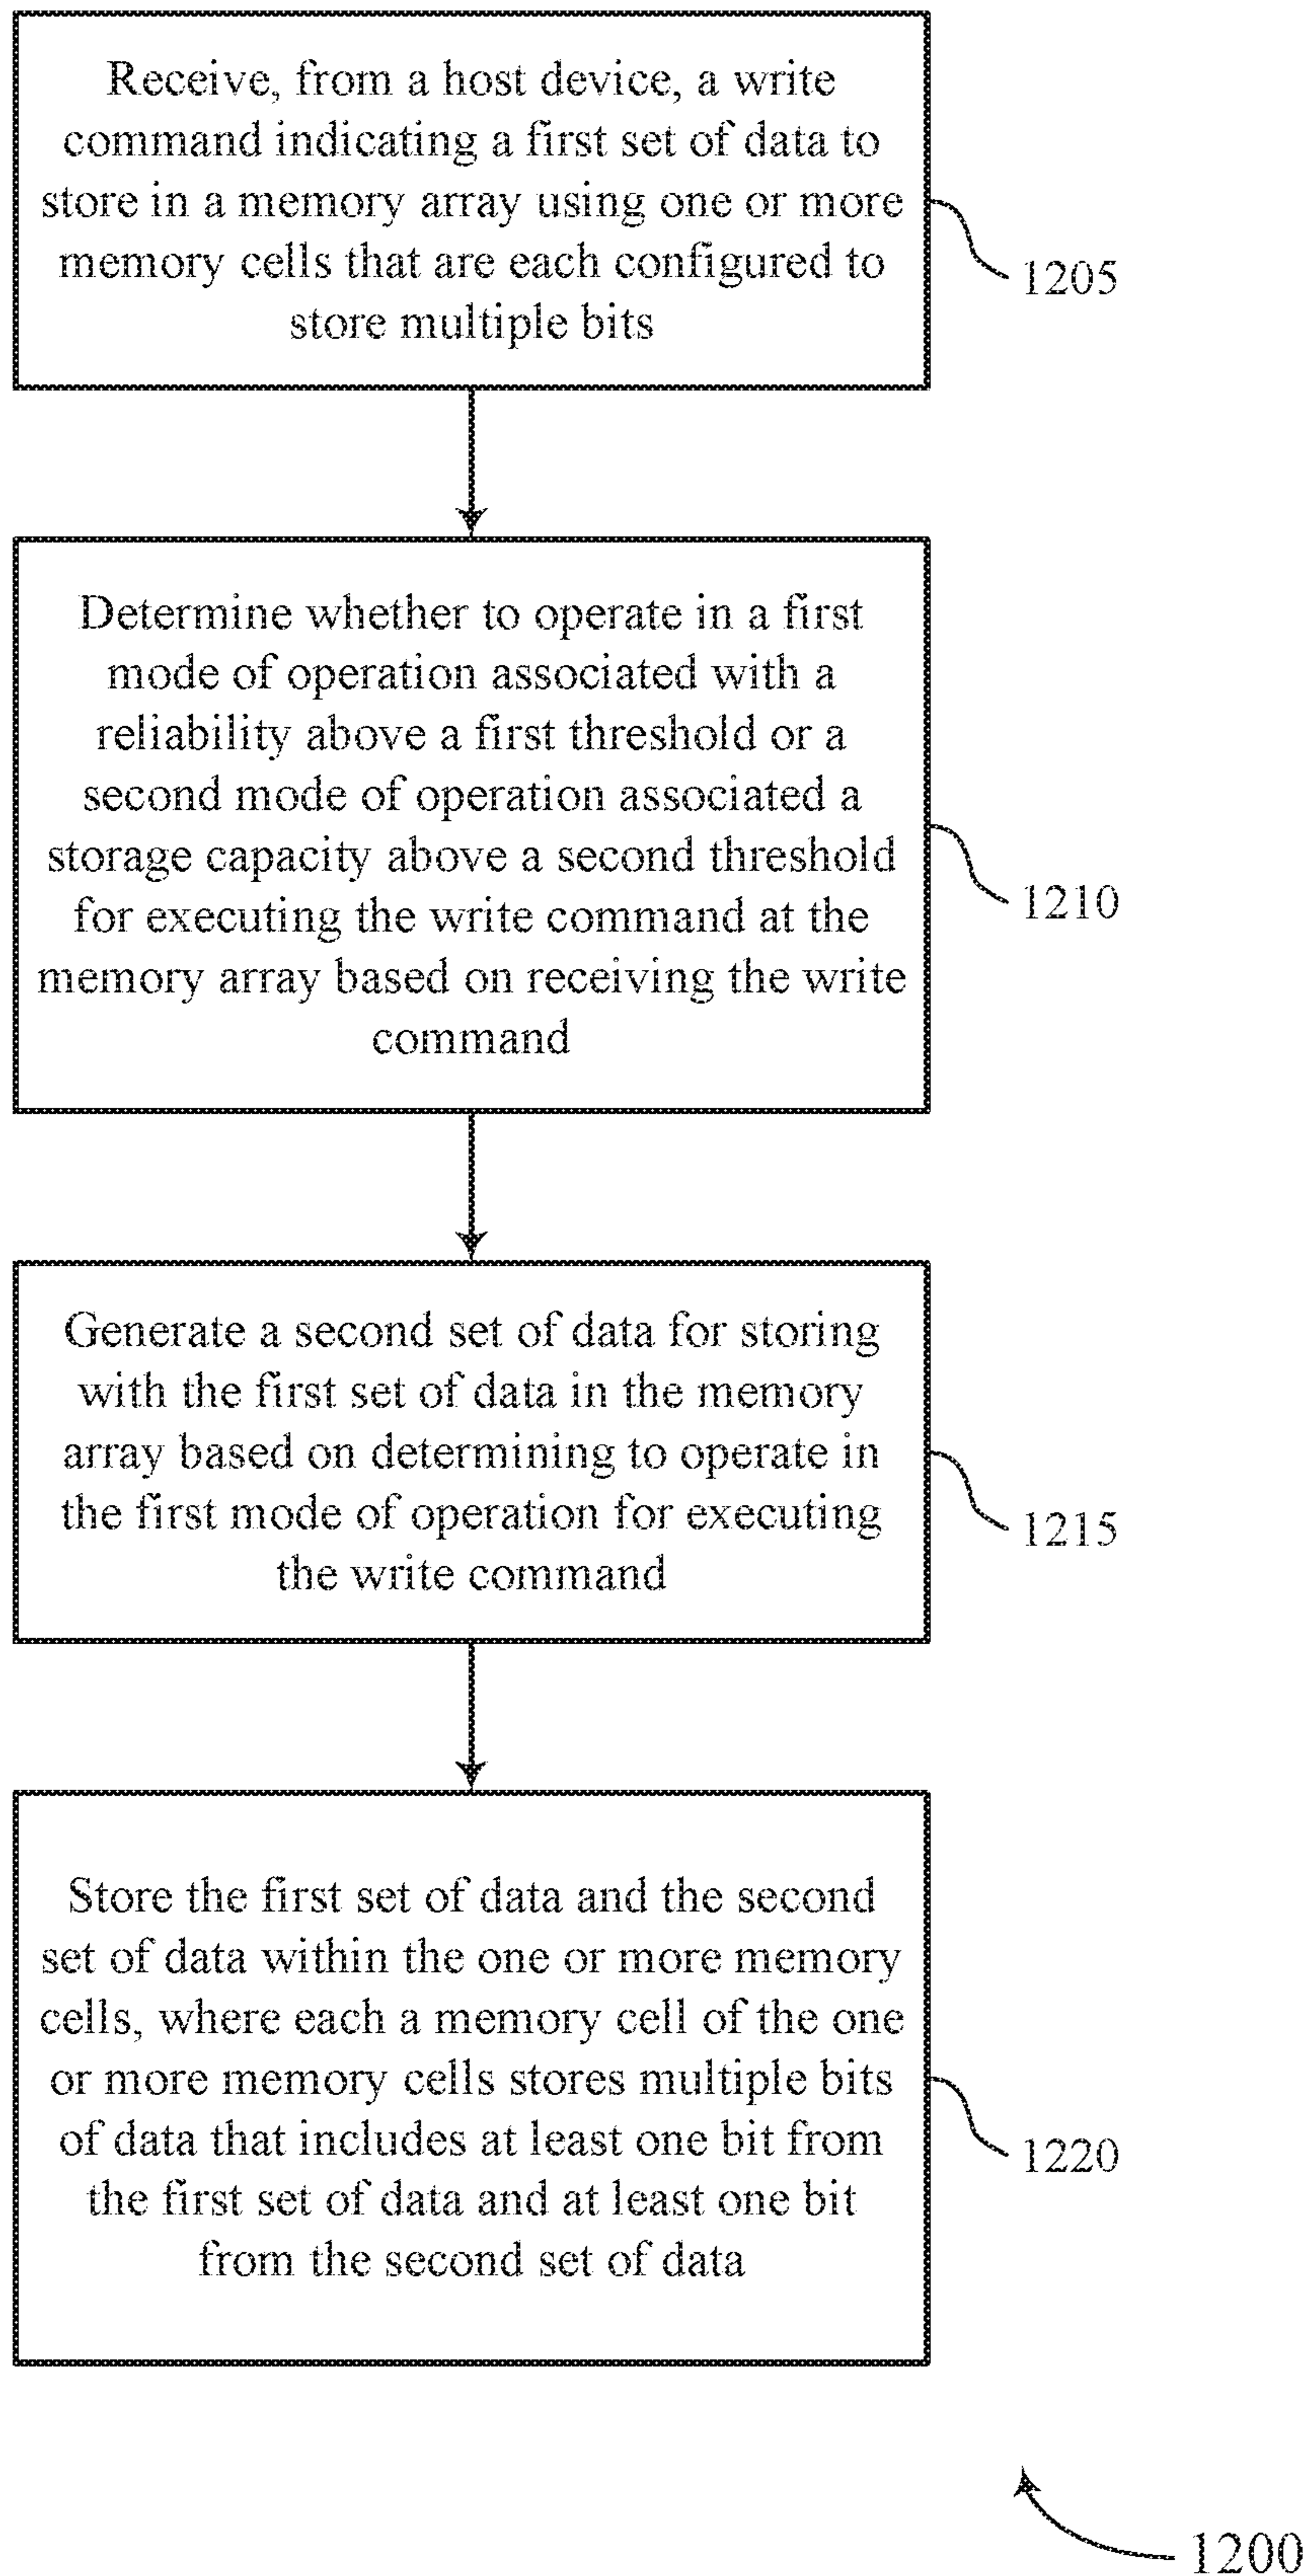 Receive, from a host device, a write
command indicating a first set of data to
store in a memory array using one or more
memory cells that are each configured to
store multiple bits
1205
Determine whether to operate in a first
mode of operation associated with a
reliability above a first threshold or a
second mode of operation associated a
storage capacity above a second threshold
for executing the write command at the
memory array based on receiving the write
command
1210
Generate a second set of data for storing
with the first set of data in the memory
array based on determining to operate in
the first mode of operation for executing
the write command
1215
Store the first set of data and the second
set of data within the one or more memory
cells, where each a memory cell of the one
or more memory cells stores multiple bits
of data that includes at least one bit from
the first set of data and at least one bit
from the second set of data
1220
1200